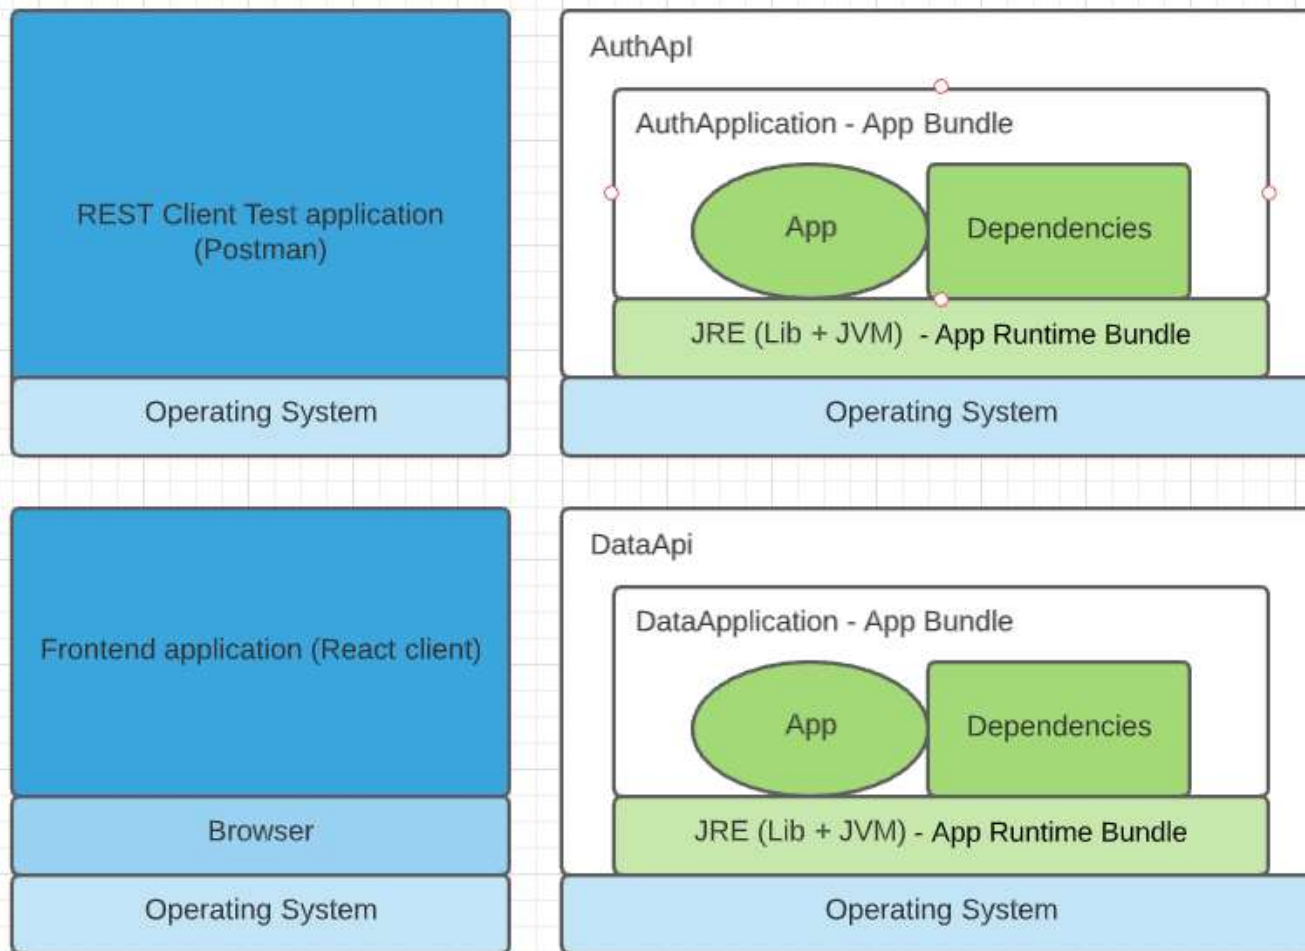 REST Client Test application
(Postman)
Operating System
AuthApI
AuthApplication - App Bundle
App
Dependencies
JRE (Lib + JVM) - App Runtime Bundle
Operating System
Frontend application (React client)
Browser
Operating System
DataApi
DataApplication - App Bundle
App
Dependencies
JRE (Lib + JVM) - App Runtime Bundle
Operating System